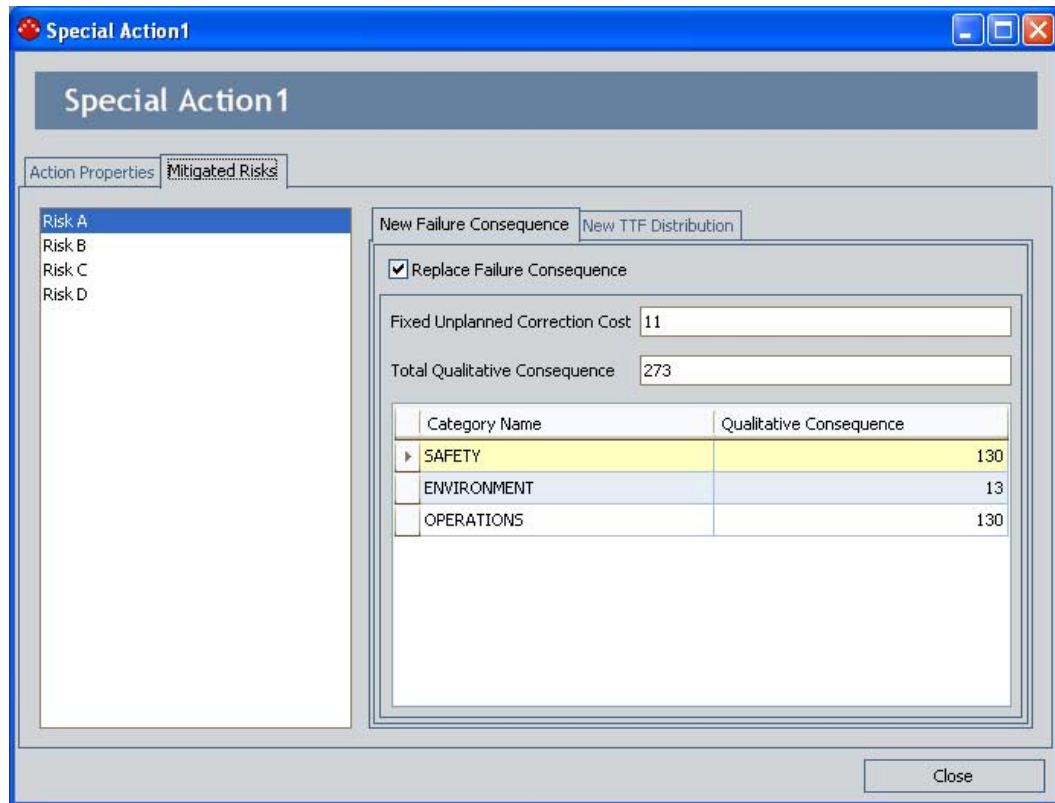 Special Action1
Special Action1
Action Properties Mitigated Risks
Risk A
Risk B
Risk C
Risk D
New Failure Consequence New TTF Distribution
Replace Failure Consequence
Fixed Unplanned Correction Cost 11
Total Qualitative Consequence 273
Category Name Qualitative Consequence
SAFETY 130
ENVIRONMENT 13
OPERATIONS 130
Close